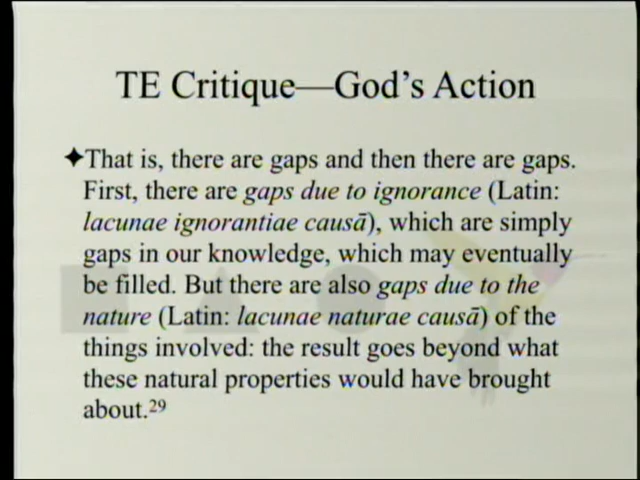 TE Critique—God's Action
✦That is, there are gaps and then there are gaps.
First, there are gaps due to ignorance (Latin:
lacunae ignorantiae causā), which are simply
gaps in our knowledge, which may eventually
be filled. But there are also gaps due to the
nature (Latin: lacunae naturae causā) of the
things involved: the result goes beyond what
these natural properties would have brought
about.29